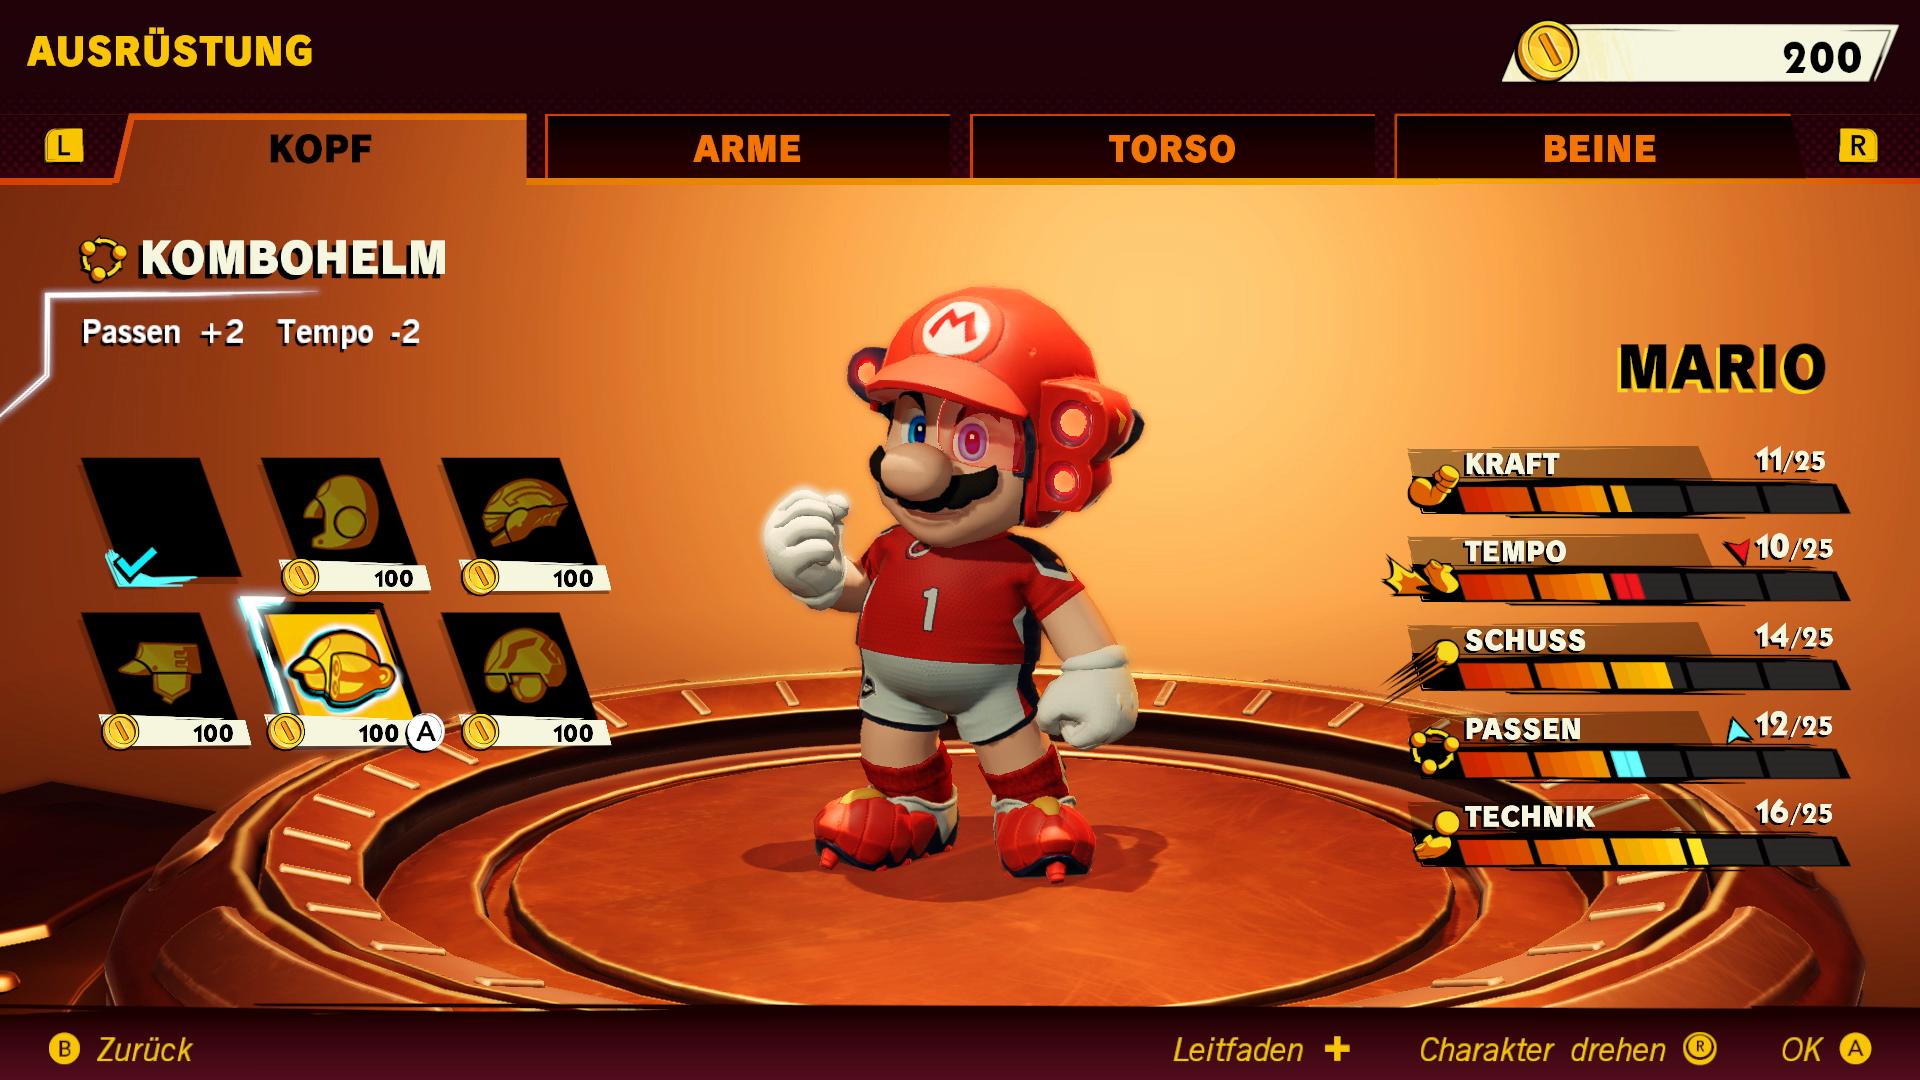 AUSRÜSTUNG
200
L
KOPF
ARME
TORSO
BEINE
R
KOMBOHELM
Passen +2 Tempo -2
M
1
MARIO
KRAFT 11/25
TEMPO 10/25
SCHUSS 14/25
PASSEN 12/25
TECHNIK 16/25
100
100
100
100 A
100
B Zurück
Leitfaden +
Charakter drehen R
OK A